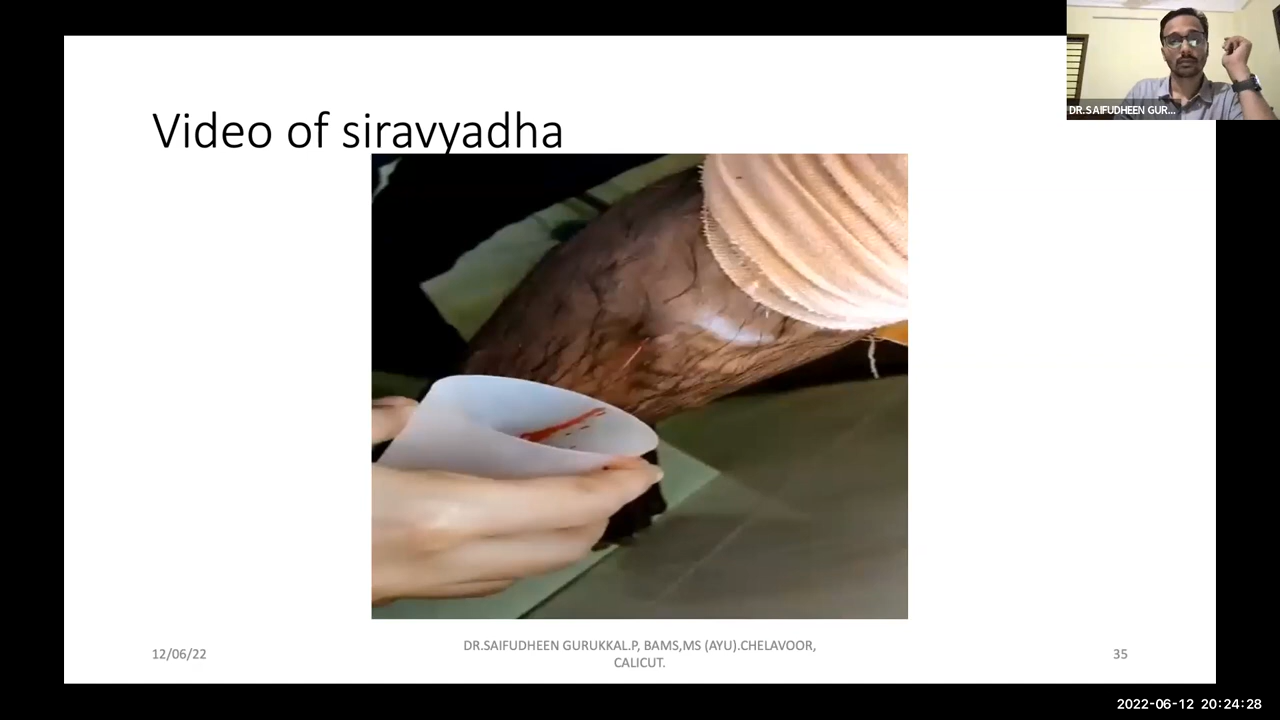 DR.SAIFUDHEEN GUR...
Video of siravyadha
12/06/22
DR.SAIFUDHEEN GURUKKAL.P, BAMS,MS (AYU).CHELAVOOR,
CALICUT.
35
2022-06-12 20:24:28